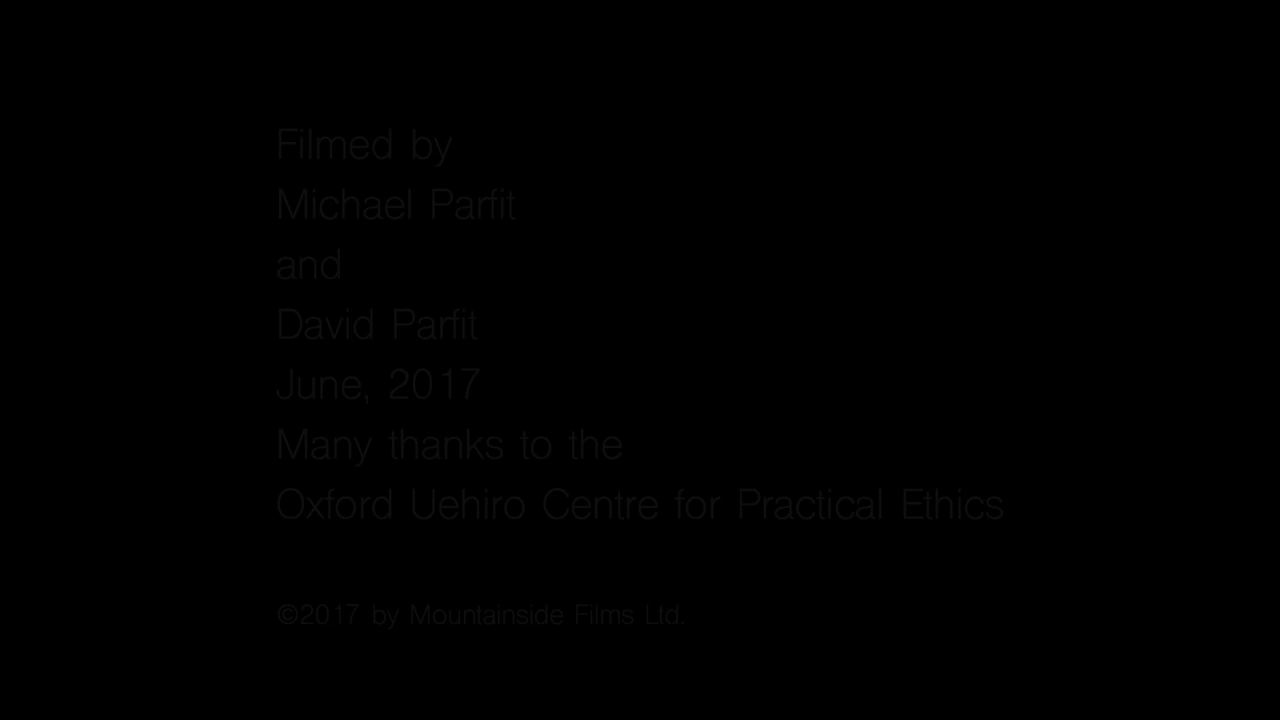 Filmed by
Michael Parfit
and
David Parfit
June, 2017
Many thanks to the
Oxford Uehiro Centre for Practical Ethics
©2017 by Mountainside Films Ltd.